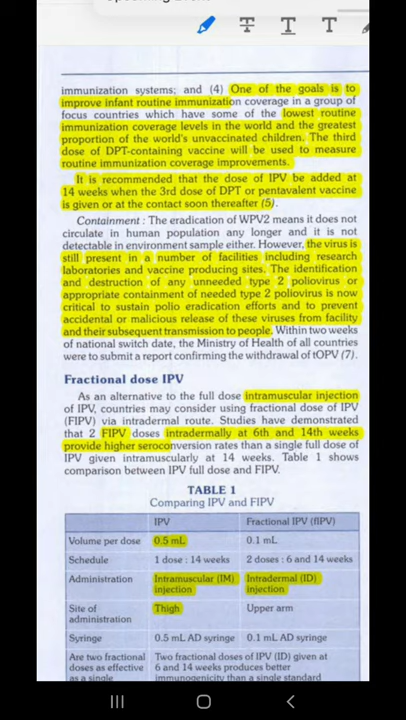 immunization systems; and (4) One of the goals is to
improve infant routine immunization coverage in a group of
focus countries which have some of the lowest routine
immunization coverage levels in the world and the greatest
proportion of the world's unvaccinated children. The third
dose of DPT-containing vaccine will be used to measure
routine immunization coverage improvements.
It is recommended that the dose of IPV be added at
14 weeks when the 3rd dose of DPT or pentavalent vaccine
is given or at the contact soon thereafter (5).
Containment : The eradication of WPV2 means it does not
circulate in human population any longer and it is not
detectable in environment sample either. However, the virus is
still present in a number of facilities including research
laboratories and vaccine producing sites. The identification
and destruction of any unneeded type 2 poliovirus or
appropriate containment of needed type 2 poliovirus is now
critical to sustain polio eradication efforts and to prevent
accidental or malicious release of these viruses from facility
and their subsequent transmission to people. Within two weeks
of national switch date, the Ministry of Health of all countries
were to submit a report confirming the withdrawal of tOPV (7).
Fractional dose IPV
As an alternative to the full dose intramuscular injection
of IPV, countries may consider using fractional dose of IPV
(FIPV) via intradermal route. Studies have demonstrated
that 2 FIPV doses intradermally at 6th and 14th weeks
provide higher seroconversion rates than a single full dose of
IPV given intramuscularly at 14 weeks. Table 1 shows
comparison between IPV full dose and FIPV.
TABLE 1
Comparing IPV and FIPV
IPV Fractional IPV (fIPV)
Volume per dose 0.5 mL 0.1 mL
Schedule 1 dose : 14 weeks 2 doses : 6 and 14 weeks
Administration Intramuscular (IM) Intradermal (ID)
injection injection
Site of Thigh Upper arm
administration
Syringe 0.5 mL AD syringe 0.1 mL AD syringe
Are two fractional Two fractional doses of IPV (ID) given at
doses as effective 6 and 14 weeks produces better
as a single immunogenicity than a single standard